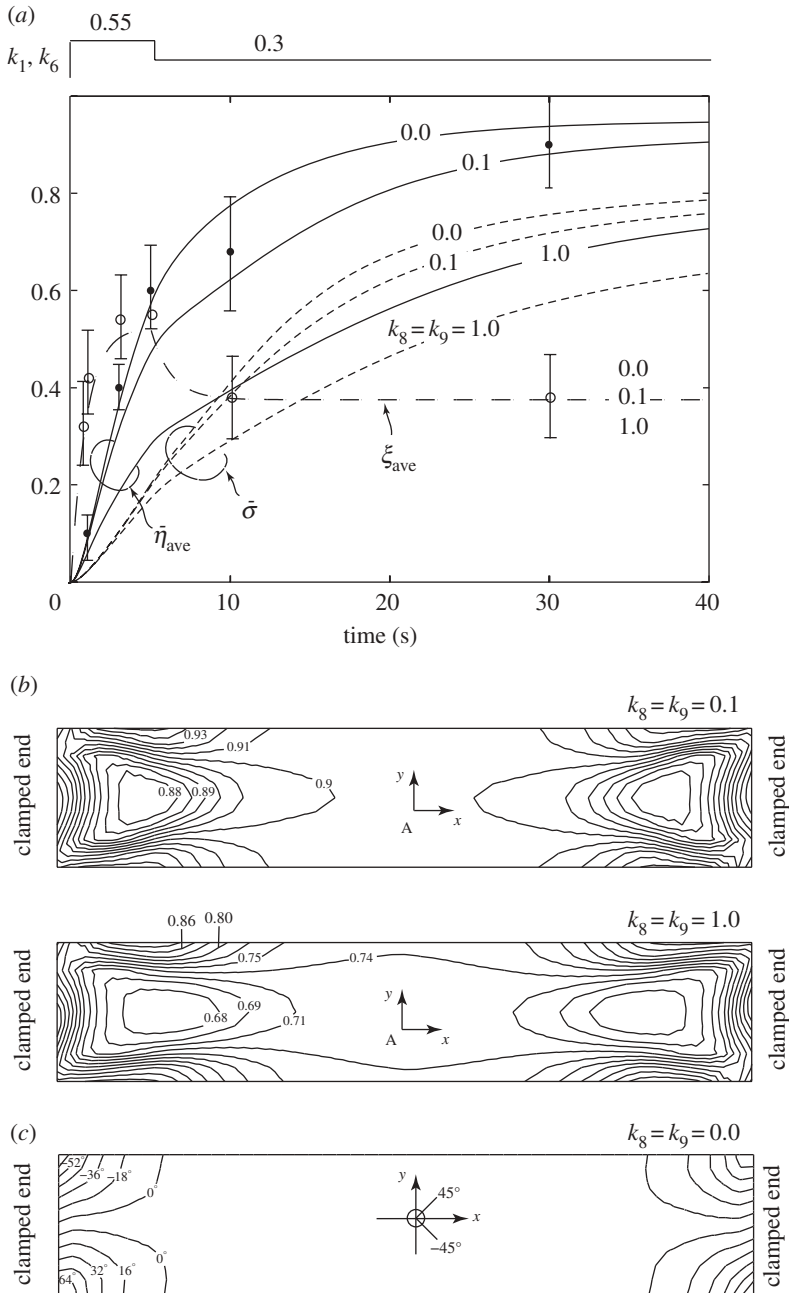 (a)
0.55
k1, k6
0.3
0.0
0.8
0.1
0.0
0.1
1.0
0.6
k8 = k9 = 1.0
0.0
0.4
0.1
1.0
ξave
σ̄
0.2
η̄ave
0
10
20
30
40
time (s)
(b)
k8 = k9 = 0.1
clamped end
0.93
0.91
0.9
0.88
0.89
y
A
x
clamped end
k8 = k9 = 1.0
clamped end
0.86
0.80
0.75
0.74
0.69
0.68
0.71
y
A
x
clamped end
(c)
k8 = k9 = 0.0
clamped end
−52°
−36°
−18°
0°
y
45°
x
−45°
0°
64°
32°
16°
clamped end